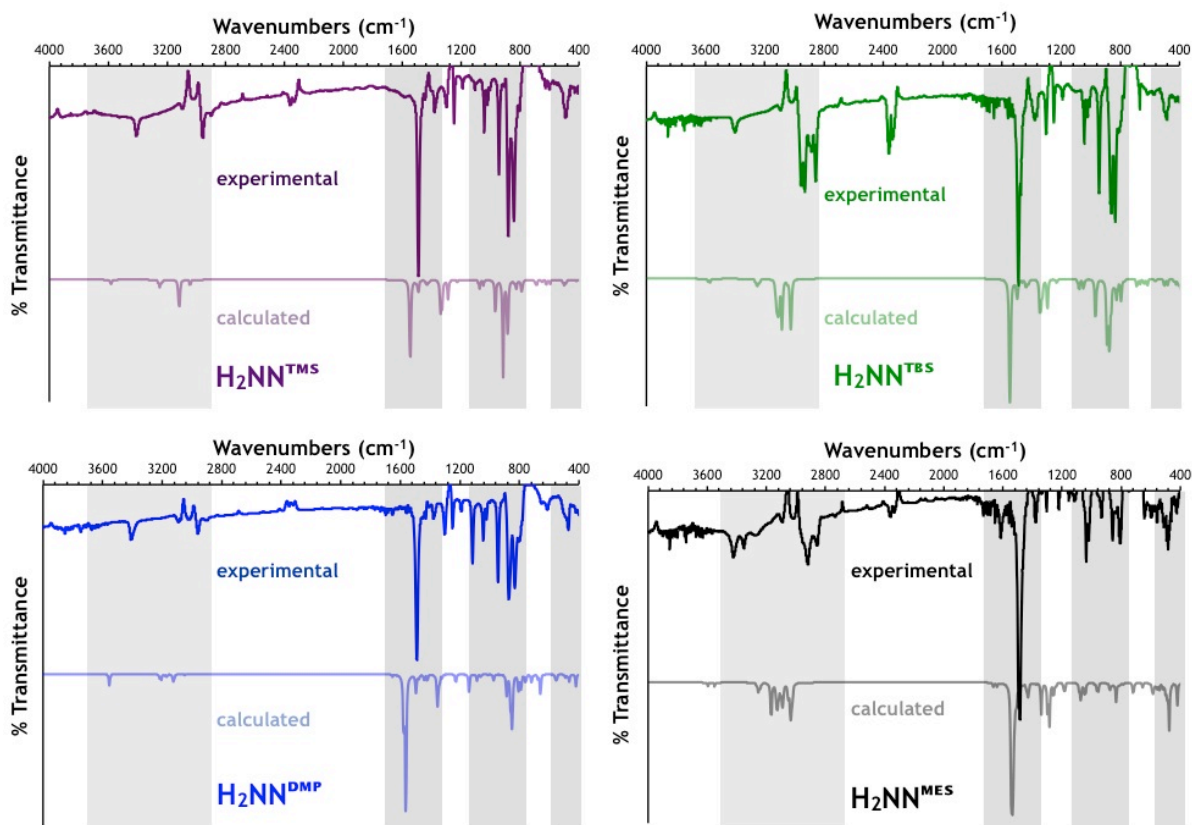 Wavenumbers (cm⁻¹)
4000 3600 3200 2800 2400 2000 1600 1200 800 400
% Transmittance
experimental
calculated
H₂NNᵀᴹˢ
Wavenumbers (cm⁻¹)
4000 3600 3200 2800 2400 2000 1600 1200 800 400
% Transmittance
experimental
calculated
H₂NNᵀᴮˢ
Wavenumbers (cm⁻¹)
4000 3600 3200 2800 2400 2000 1600 1200 800 400
% Transmittance
experimental
calculated
H₂NNᴰᴹᴾ
Wavenumbers (cm⁻¹)
4000 3600 3200 2800 2400 2000 1600 1200 800 400
% Transmittance
experimental
calculated
H₂NNᴹᴱˢ